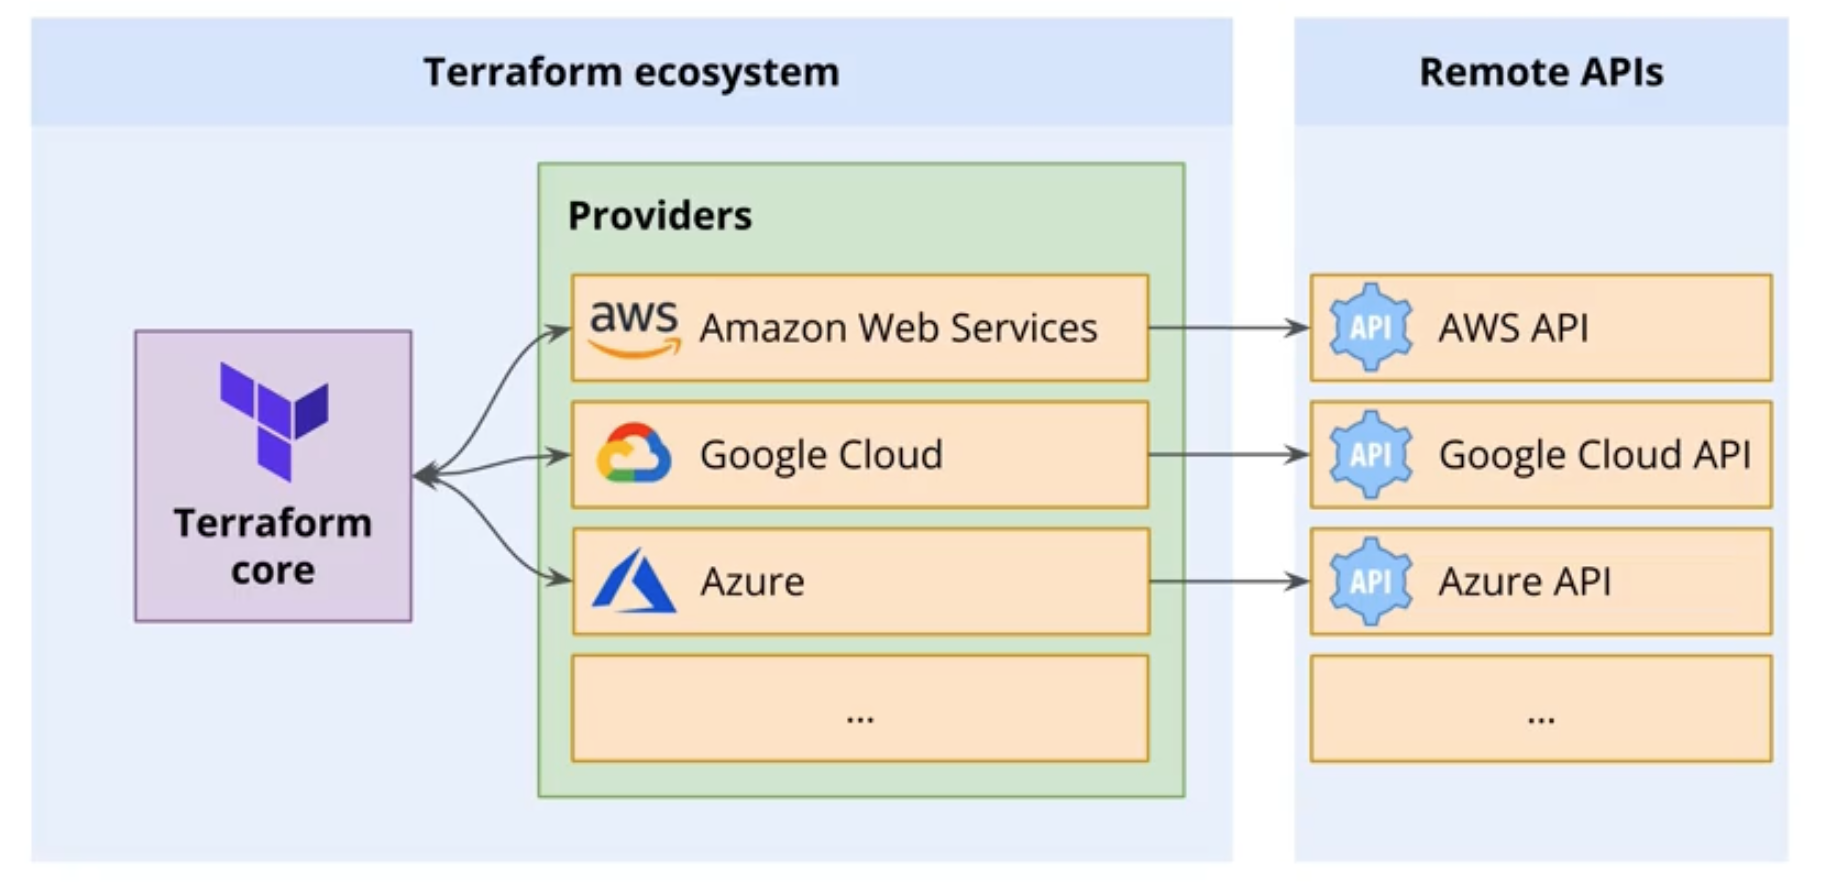 Terraform ecosystem
Remote APIs
Providers
aws
Amazon Web Services
API
AWS API
Google Cloud
API
Google Cloud API
Azure
API
Azure API
Terraform
core
...
...